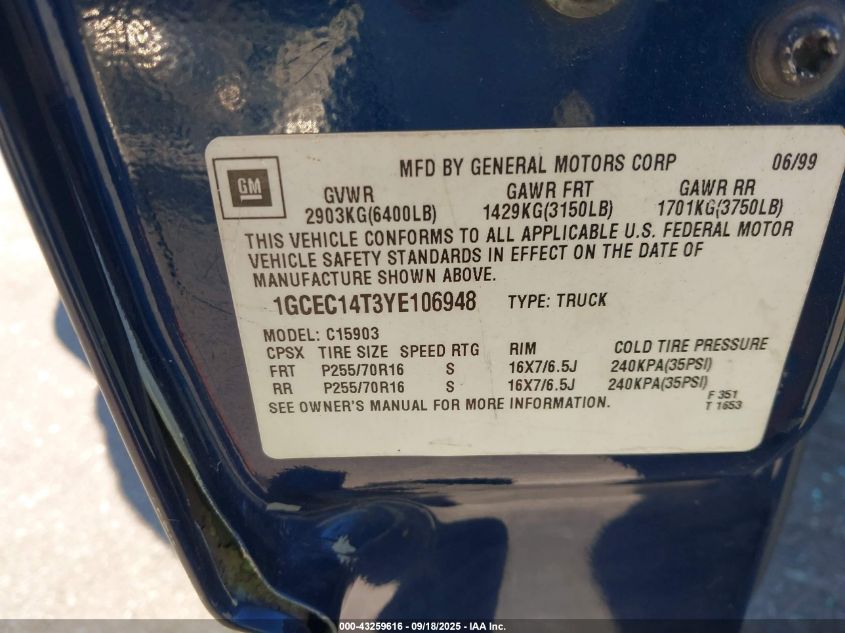 MFD BY GENERAL MOTORS CORP 06/99
GM
GVWR GAWR FRT GAWR RR
2903KG(6400LB) 1429KG(3150LB) 1701KG(3750LB)
THIS VEHICLE CONFORMS TO ALL APPLICABLE U.S. FEDERAL MOTOR
VEHICLE SAFETY STANDARDS IN EFFECT ON THE DATE OF
MANUFACTURE SHOWN ABOVE.
1GCEC14T3YE106948 TYPE: TRUCK
MODEL: C15903
CPSX TIRE SIZE SPEED RTG RIM COLD TIRE PRESSURE
FRT P255/70R16 S 16X7/6.5J 240KPA(35PSI)
RR P255/70R16 S 16X7/6.5J 240KPA(35PSI)
SEE OWNER'S MANUAL FOR MORE INFORMATION.
F 351
T 1653
000-43259616 - 09/18/2025 - IAA Inc.